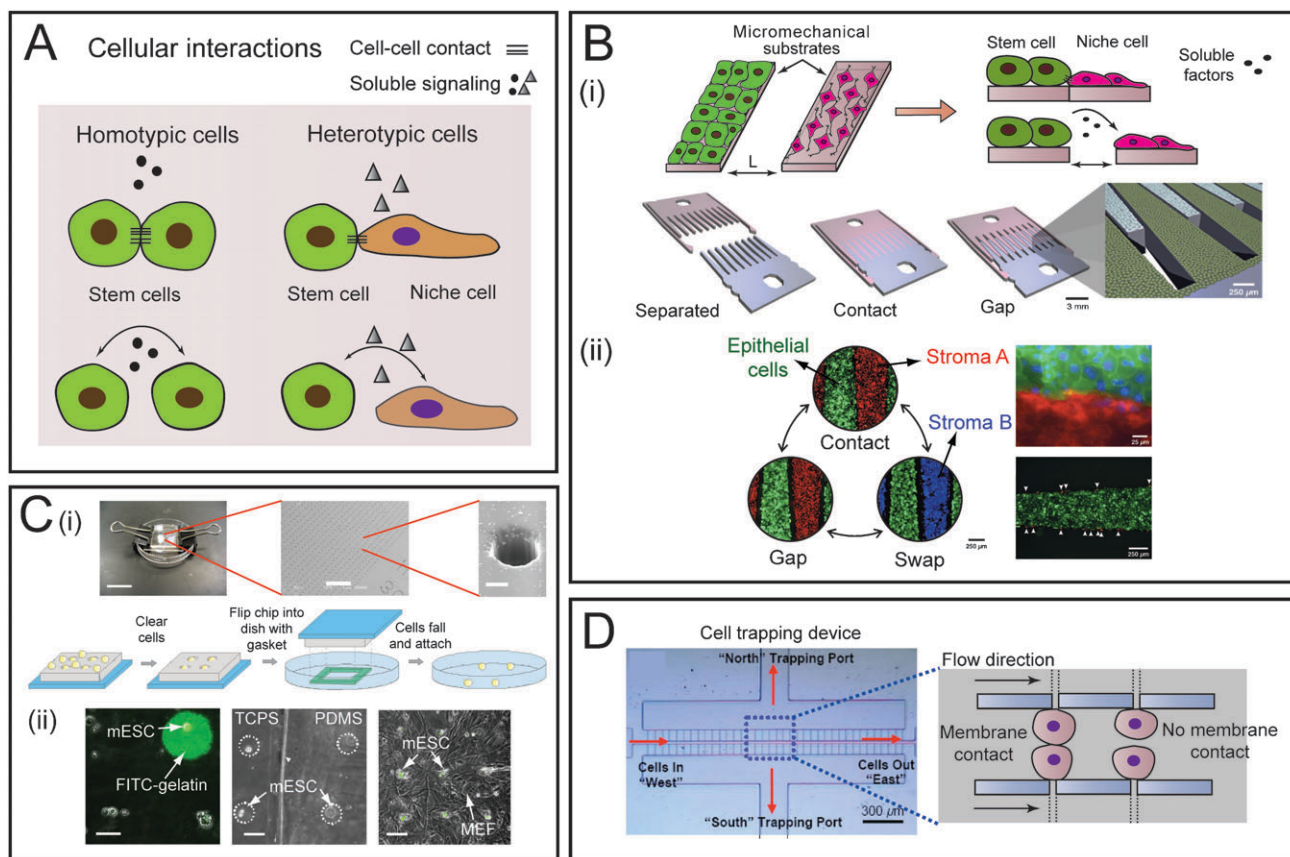 A
Cellular interactions
Cell-cell contact
Soluble signaling
Homotypic cells
Heterotypic cells
Stem cells
Stem cell
Niche cell
B
(i)
Micromechanical
substrates
L
Stem cell
Niche cell
Soluble
factors
Separated
Contact
Gap
3 mm
250 µm
(ii)
Epithelial
cells
Stroma A
Contact
Stroma B
Gap
Swap
250 µm
25 µm
250 µm
C
(i)
Clear
cells
Flip chip into
dish with
gasket
Cells fall
and attach
(ii)
mESC
FITC-gelatin
TCPS
PDMS
mESC
mESC
MEF
D
Cell trapping device
"North" Trapping Port
Cells In
"West"
Cells Out
"East"
"South" Trapping Port
300 µm
Flow direction
Membrane
contact
No membrane
contact